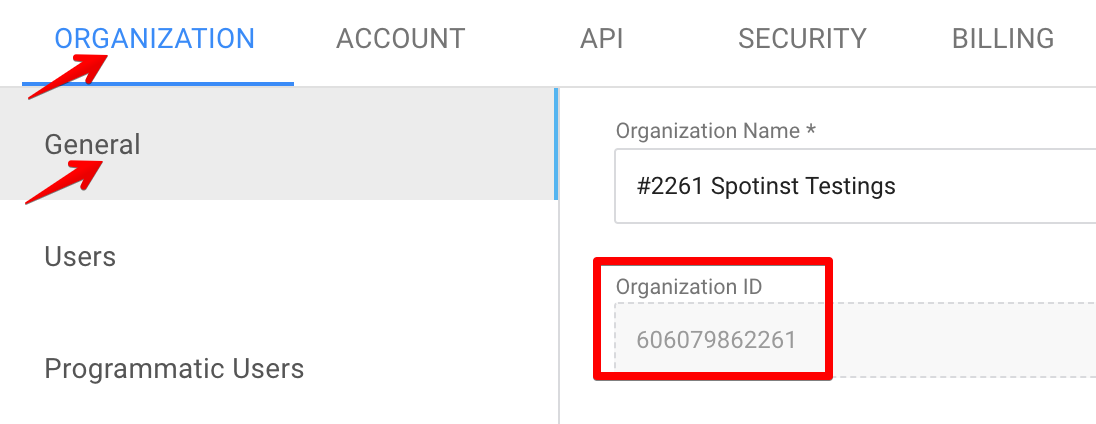 ORGANIZATION ACCOUNT API SECURITY BILLING
General
Organization Name *
#2261 Spotinst Testings
Users
Organization ID
606079862261
Programmatic Users